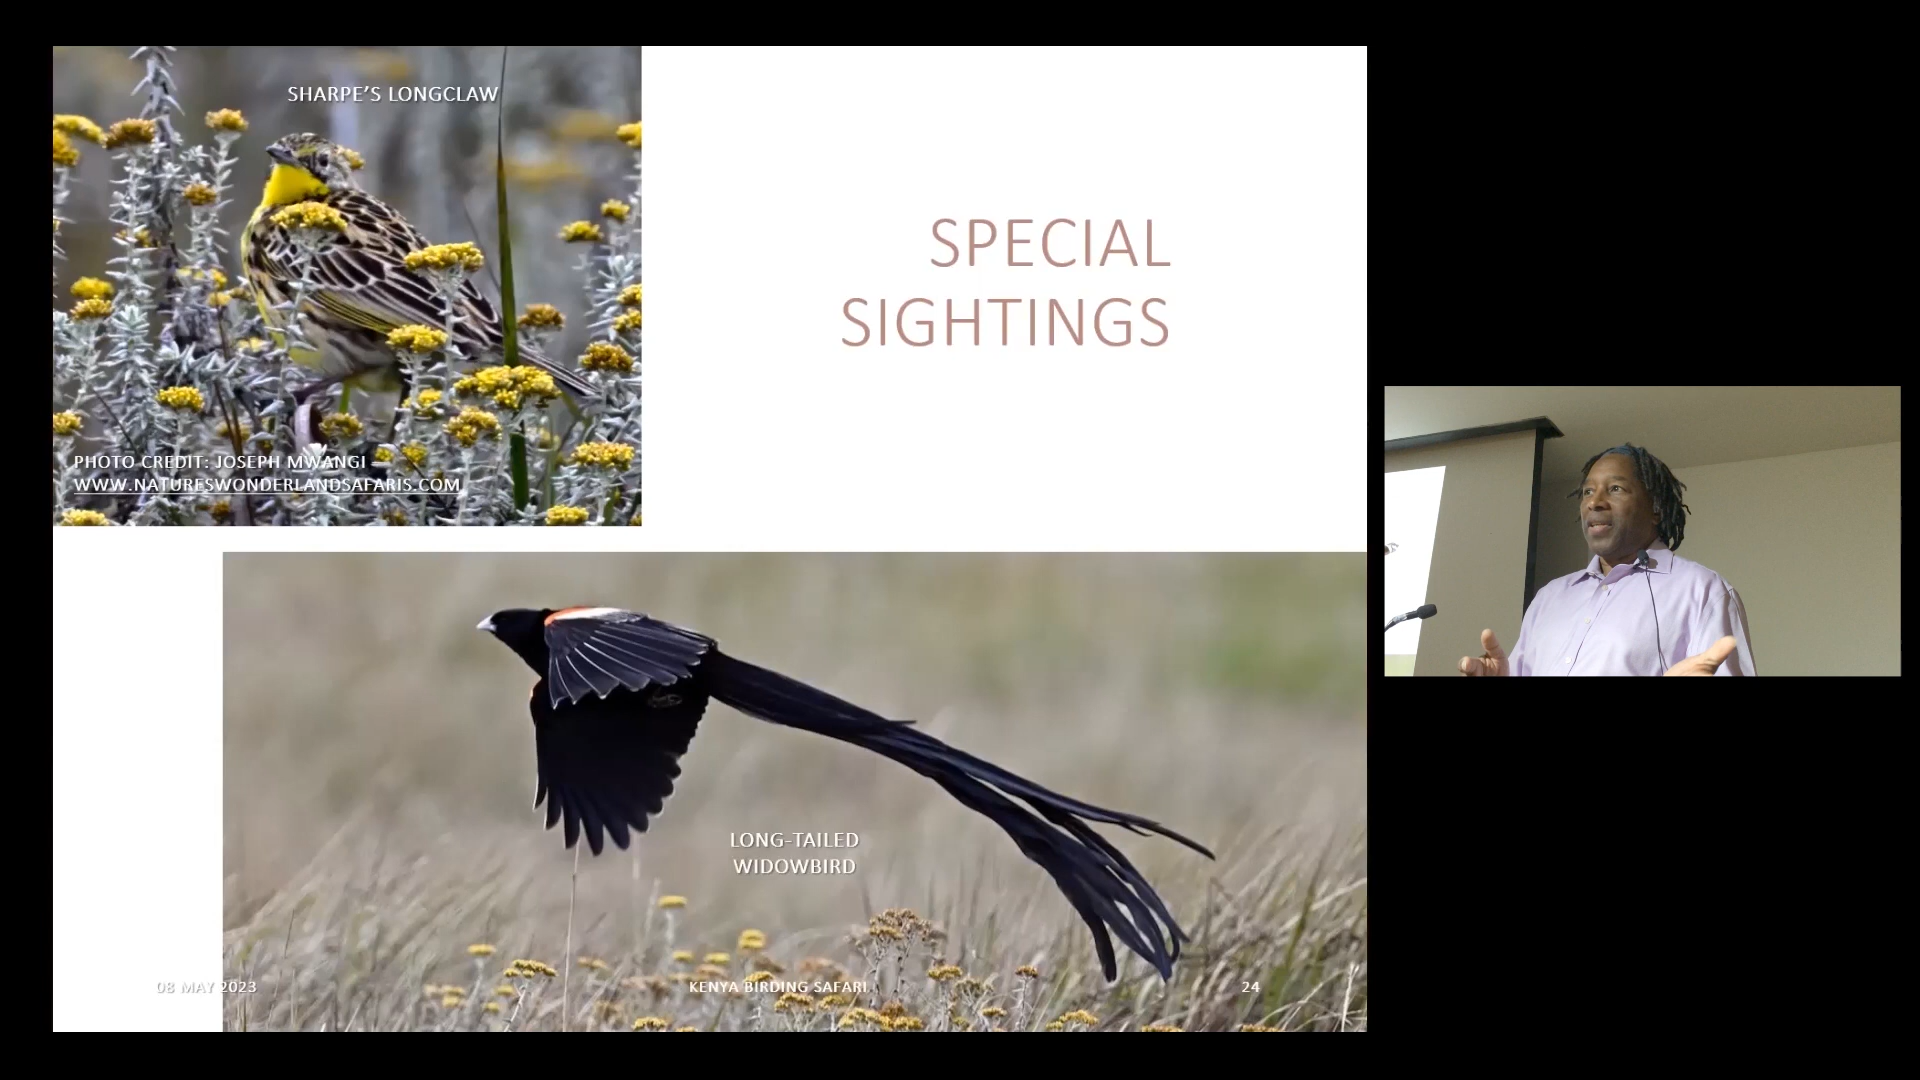 SHARPE’S LONGCLAW
SPECIAL
SIGHTINGS
PHOTO CREDIT: JOSEPH MWANGI
WWW.NATURESWONDERLANDSAFARIS.COM
LONG-TAILED
WIDOWBIRD
08 MAY 2023
KENYA BIRDING SAFARI
24